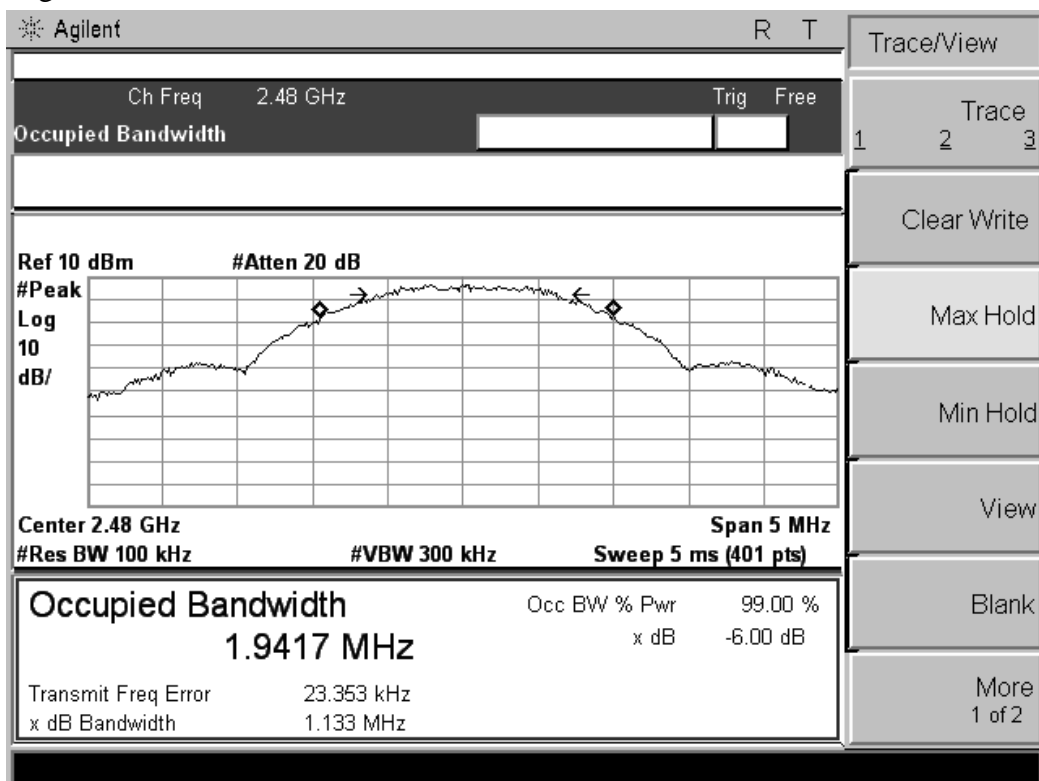 Agilent R T
Trace/View
Ch Freq 2.48 GHz Trig Free
Occupied Bandwidth
Trace
1 2 3
Clear Write
Max Hold
Min Hold
View
Blank
More
1 of 2
Ref 10 dBm #Atten 20 dB
#Peak
Log
10
dB/
Center 2.48 GHz Span 5 MHz
#Res BW 100 kHz #VBW 300 kHz Sweep 5 ms (401 pts)
Occupied Bandwidth
1.9417 MHz
Occ BW % Pwr 99.00 %
x dB -6.00 dB
Transmit Freq Error 23.353 kHz
x dB Bandwidth 1.133 MHz